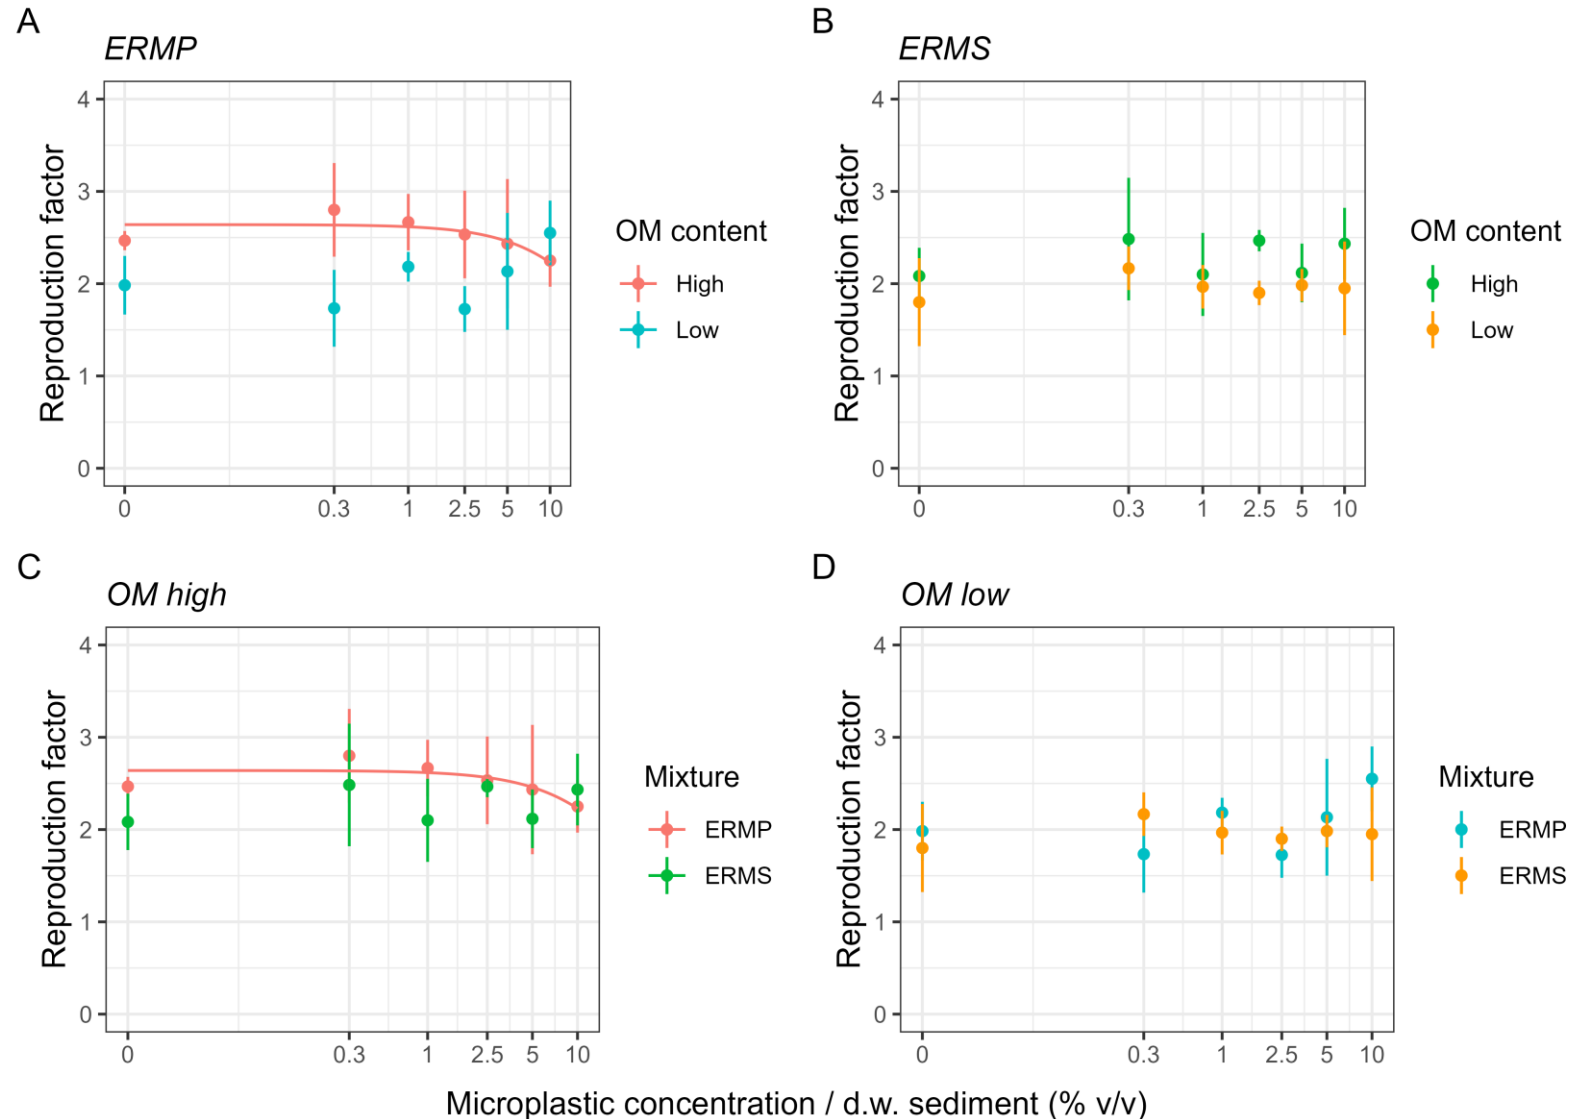 A
ERMP
Reproduction factor
4
3
2
1
0
0 0.3 1 2.5 5 10
OM content
High
Low
B
ERMS
Reproduction factor
4
3
2
1
0
0 0.3 1 2.5 5 10
OM content
High
Low
C
OM high
Reproduction factor
4
3
2
1
0
0 0.3 1 2.5 5 10
Mixture
ERMP
ERMS
D
OM low
Reproduction factor
4
3
2
1
0
0 0.3 1 2.5 5 10
Mixture
ERMP
ERMS
Microplastic concentration / d.w. sediment (% v/v)